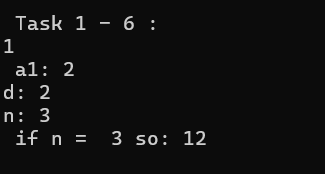 Task 1 - 6 :
1
a1: 2
d: 2
n: 3
if n =  3 so: 12